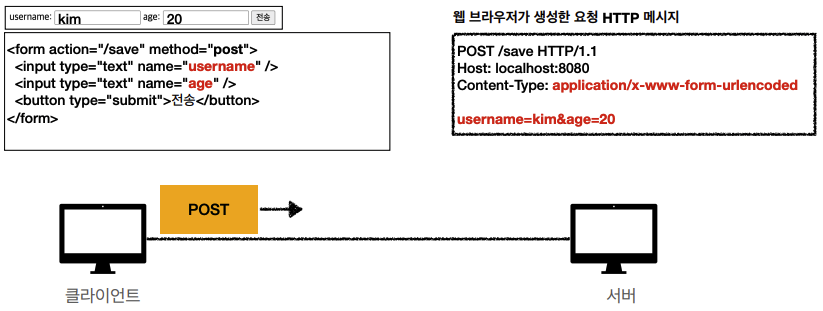 username: kim age: 20 전송
<form action="/save" method="post">
<input type="text" name="username" />
<input type="text" name="age" />
<button type="submit">전송</button>
</form>
웹 브라우저가 생성한 요청 HTTP 메시지
POST /save HTTP/1.1
Host: localhost:8080
Content-Type: application/x-www-form-urlencoded
username=kim&age=20
POST
클라이언트
서버